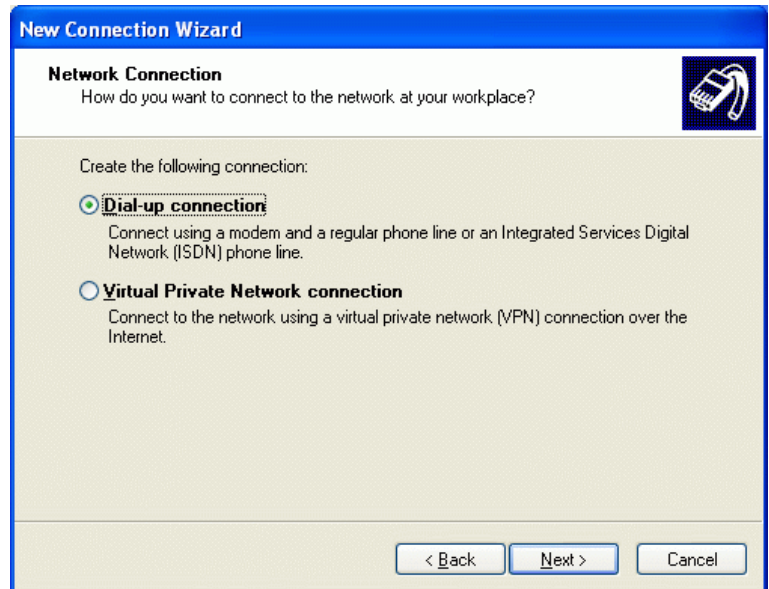 New Connection Wizard
Network Connection
How do you want to connect to the network at your workplace?
Create the following connection:
Dial-up connection
Connect using a modem and a regular phone line or an Integrated Services Digital
Network (ISDN) phone line.
Virtual Private Network connection
Connect to the network using a virtual private network (VPN) connection over the
Internet.
< Back
Next >
Cancel